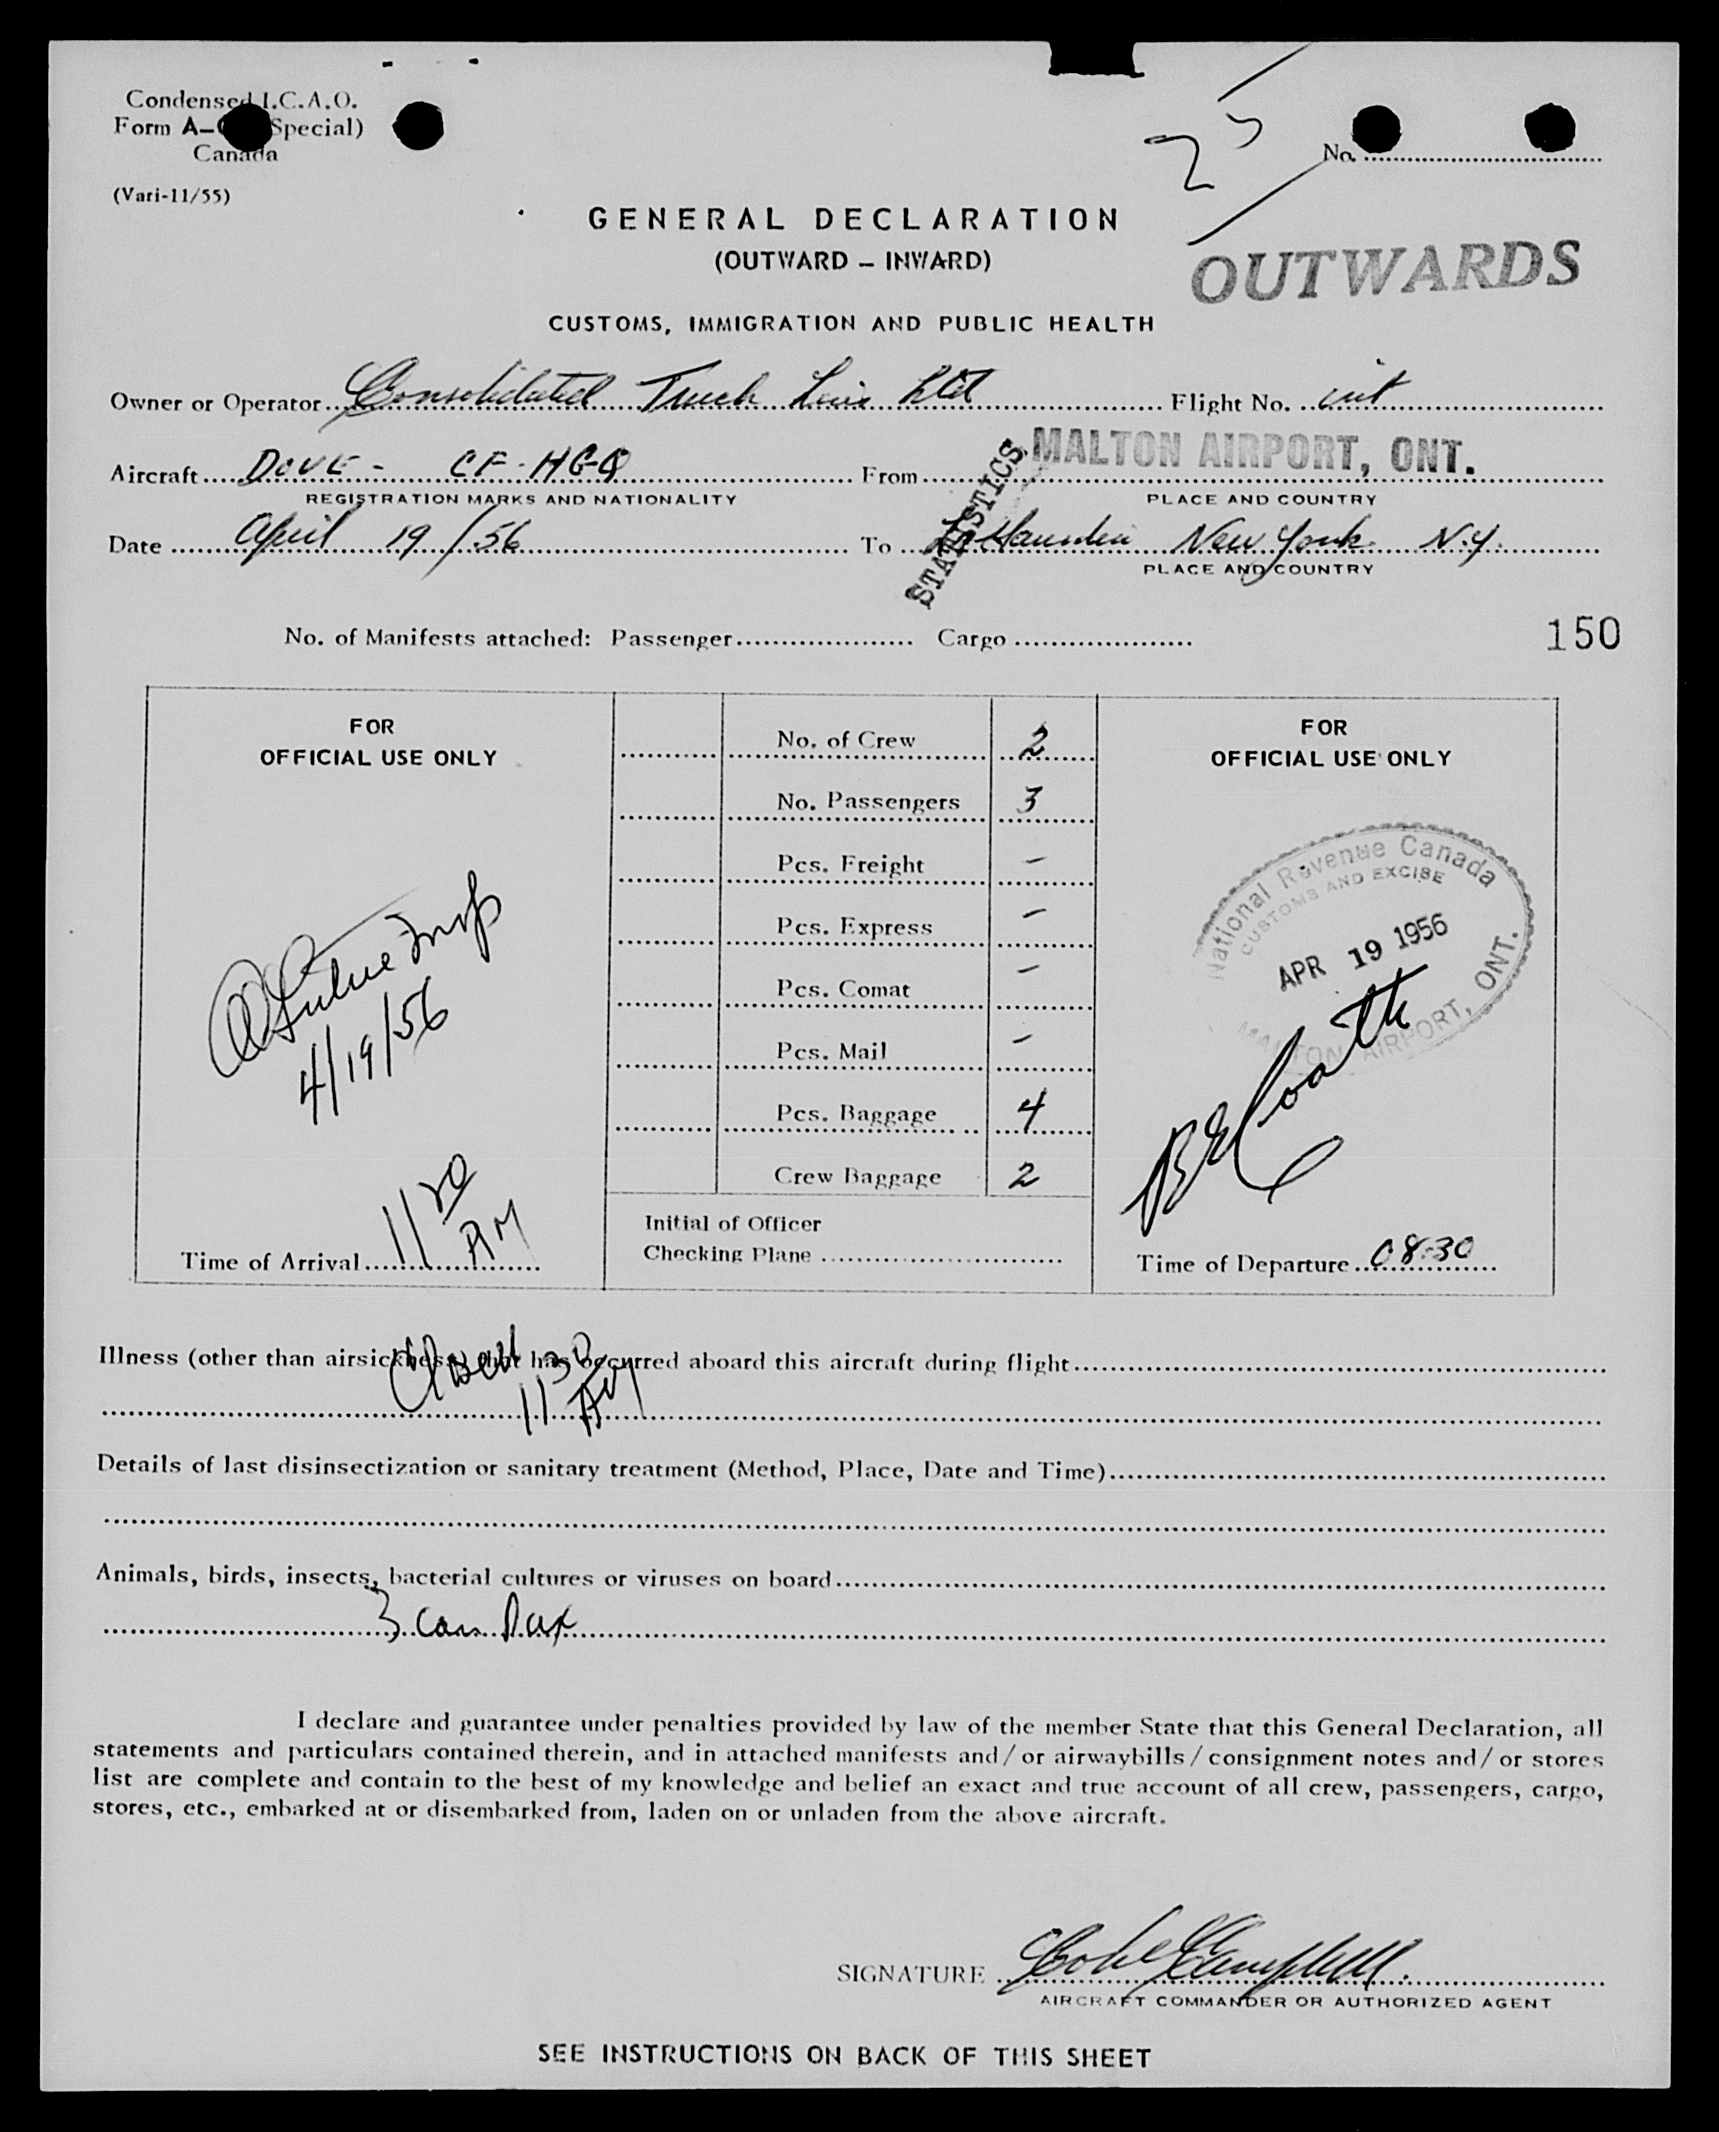 Condensed I.C.A.O.
Form A- Special)
Canada
(Vari-11/55)
25
No.
GENERAL DECLARATION
(OUTWARD – INWARD)
OUTWARDS
CUSTOMS, IMMIGRATION AND PUBLIC HEALTH
Owner or Operator Consolidated Truck Lines Ltd Flight No. int
Aircraft Dove - CF-HGQ From MALTON AIRPORT, ONT.
REGISTRATION MARKS AND NATIONALITY PLACE AND COUNTRY
STATISTICS
Date April 19/56 To New York N.Y.
PLACE AND COUNTRY
No. of Manifests attached: Passenger Cargo
150
FOR
OFFICIAL USE ONLY
4/19/56
Time of Arrival 11 20 AM
No. of Crew 2
No. Passengers 3
Pcs. Freight –
Pcs. Express –
Pcs. Comat –
Pcs. Mail –
Pcs. Baggage 4
Crew Baggage 2
Initial of Officer
Checking Plane
FOR
OFFICIAL USE ONLY
National Revenue Canada
CUSTOMS AND EXCISE
APR 19 1956
MALTON AIRPORT, ONT.
Time of Departure 08:30
Illness (other than airsickness) that has occurred aboard this aircraft during flight
1130 AM
Details of last disinsectization or sanitary treatment (Method, Place, Date and Time)
Animals, birds, insects, bacterial cultures or viruses on board
3 Can Pax
I declare and guarantee under penalties provided by law of the member State that this General Declaration, all
statements and particulars contained therein, and in attached manifests and/or airwaybills/consignment notes and/or stores
list are complete and contain to the best of my knowledge and belief an exact and true account of all crew, passengers, cargo,
stores, etc., embarked at or disembarked from, laden on or unladen from the above aircraft.
SIGNATURE Campbell
AIRCRAFT COMMANDER OR AUTHORIZED AGENT
SEE INSTRUCTIONS ON BACK OF THIS SHEET